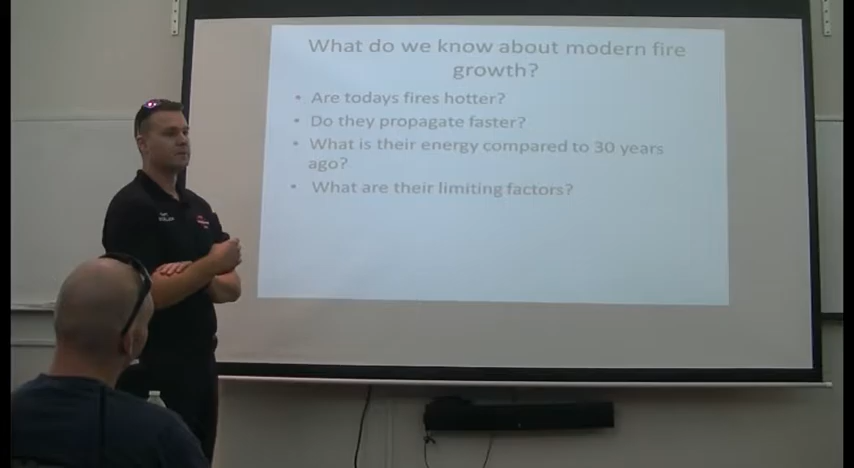 What do we know about modern fire
growth?
• Are todays fires hotter?
• Do they propagate faster?
• What is their energy compared to 30 years
ago?
• What are their limiting factors?